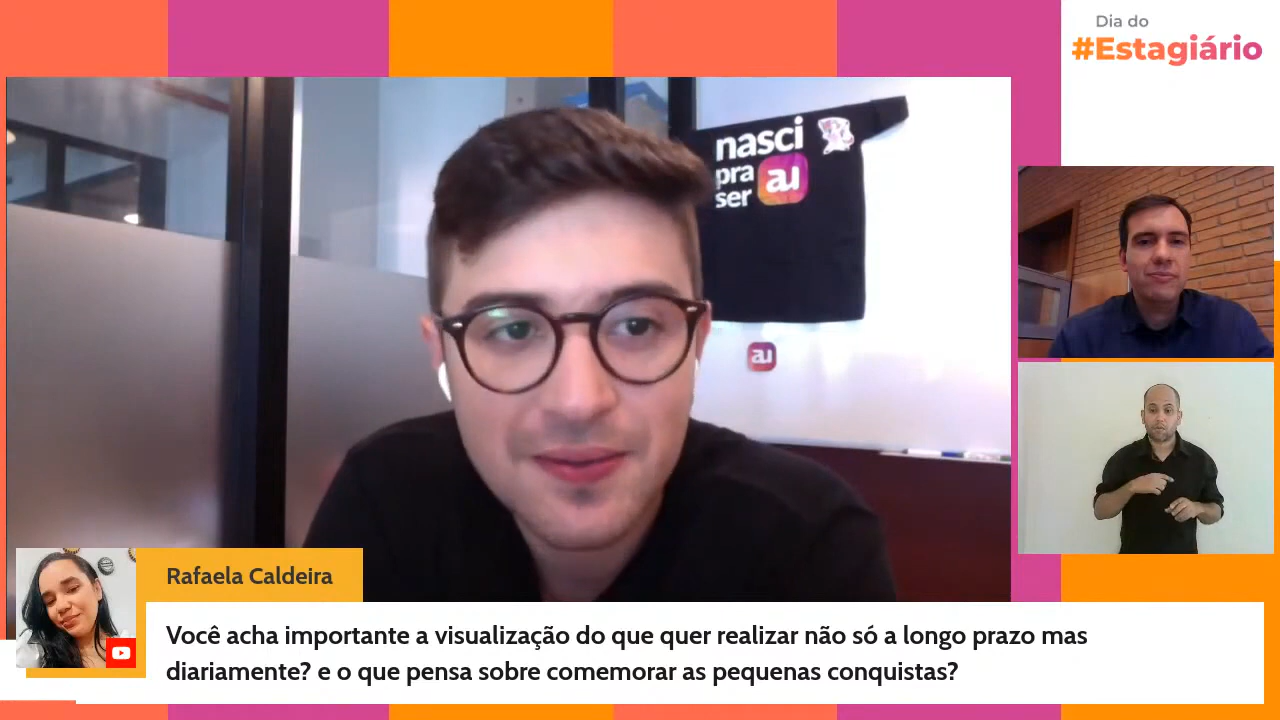 Dia do
#Estagiário
nasci
pra
ser au
au
Rafaela Caldeira
Você acha importante a visualização do que quer realizar não só a longo prazo mas
diariamente? e o que pensa sobre comemorar as pequenas conquistas?